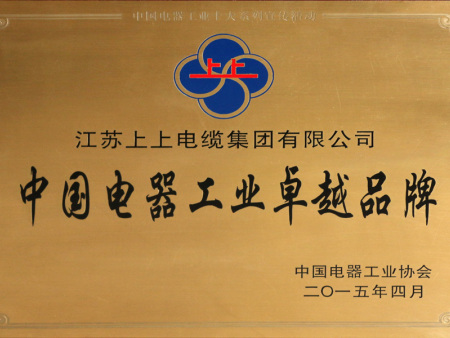 上上
江苏上上电缆集团有限公司
中国电器工业卓越品牌
中国电器工业协会
二〇一五年四月